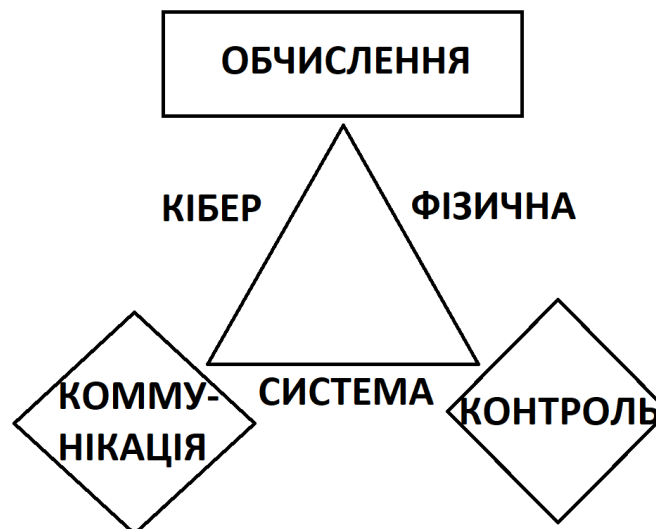 ОБЧИСЛЕННЯ
КІБЕР
ФІЗИЧНА
СИСТЕМА
КОММУ-
НІКАЦІЯ
КОНТРОЛЬ